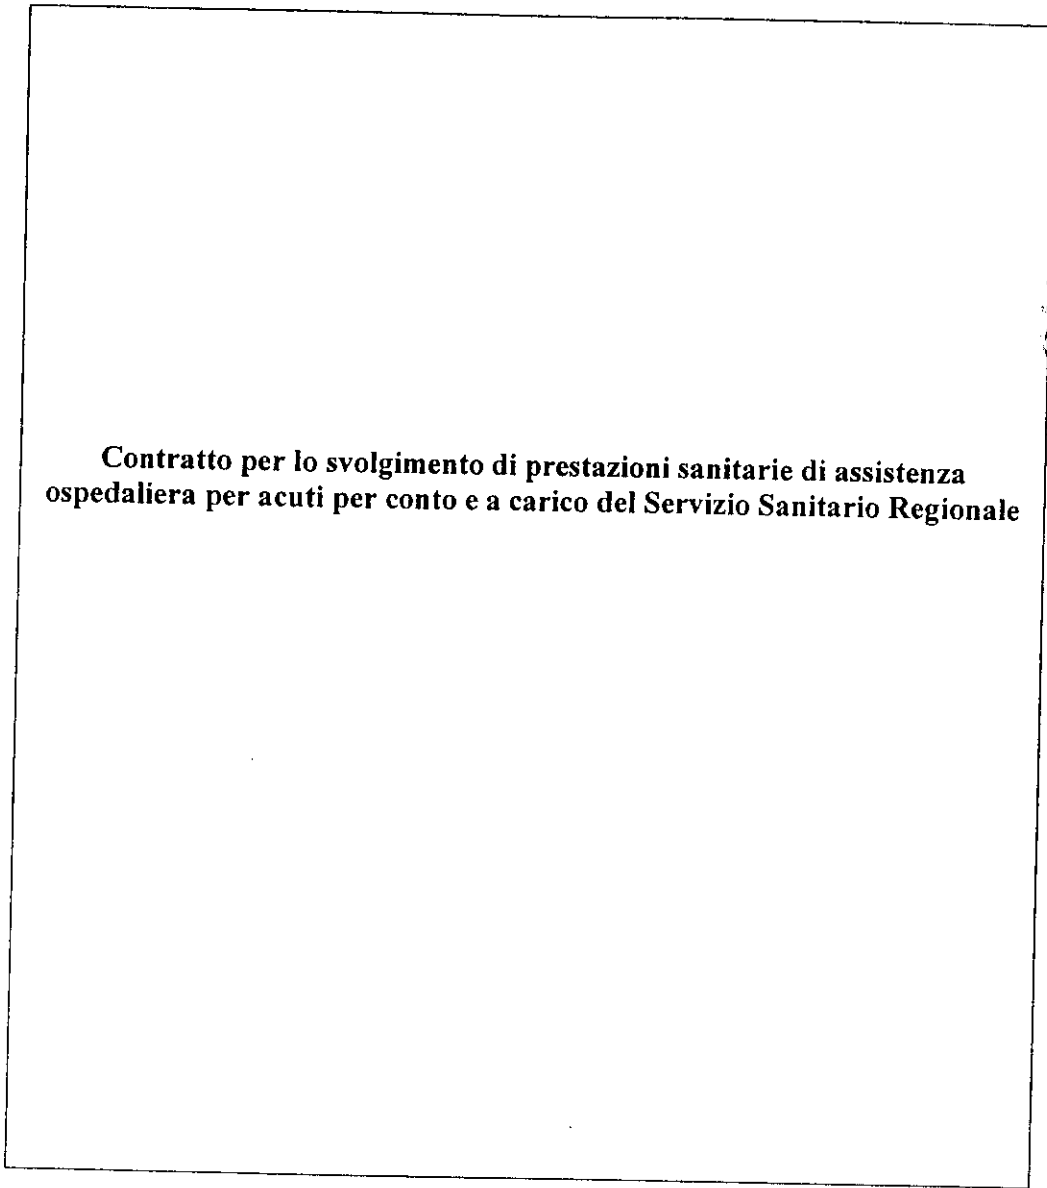 Contratto per lo svolgimento di prestazioni sanitarie di assistenza
ospedaliera per acuti per conto e a carico del Servizio Sanitario Regionale